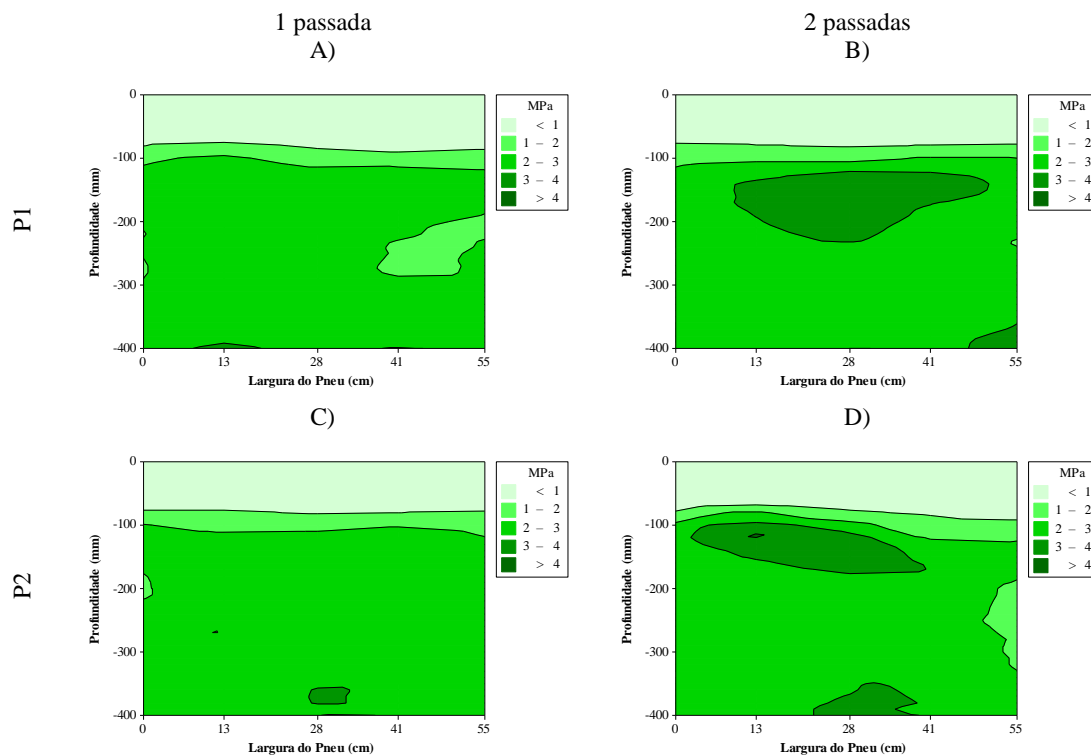 1 passada
2 passadas
A)
B)
P1
Profundidade (mm)
0
-100
-200
-300
-400
0 13 28 41 55
Largura do Pneu (cm)
MPa
< 1
1 – 2
2 – 3
3 – 4
> 4
Profundidade (mm)
0
-100
-200
-300
-400
0 13 28 41 55
Largura do Pneu (cm)
MPa
< 1
1 – 2
2 – 3
3 – 4
> 4
C)
D)
P2
Profundidade (mm)
0
-100
-200
-300
-400
0 13 28 41 55
Largura do Pneu (cm)
MPa
< 1
1 – 2
2 – 3
3 – 4
> 4
Profundidade (mm)
0
-100
-200
-300
-400
0 13 28 41 55
Largura do Pneu (cm)
MPa
< 1
1 – 2
2 – 3
3 – 4
> 4